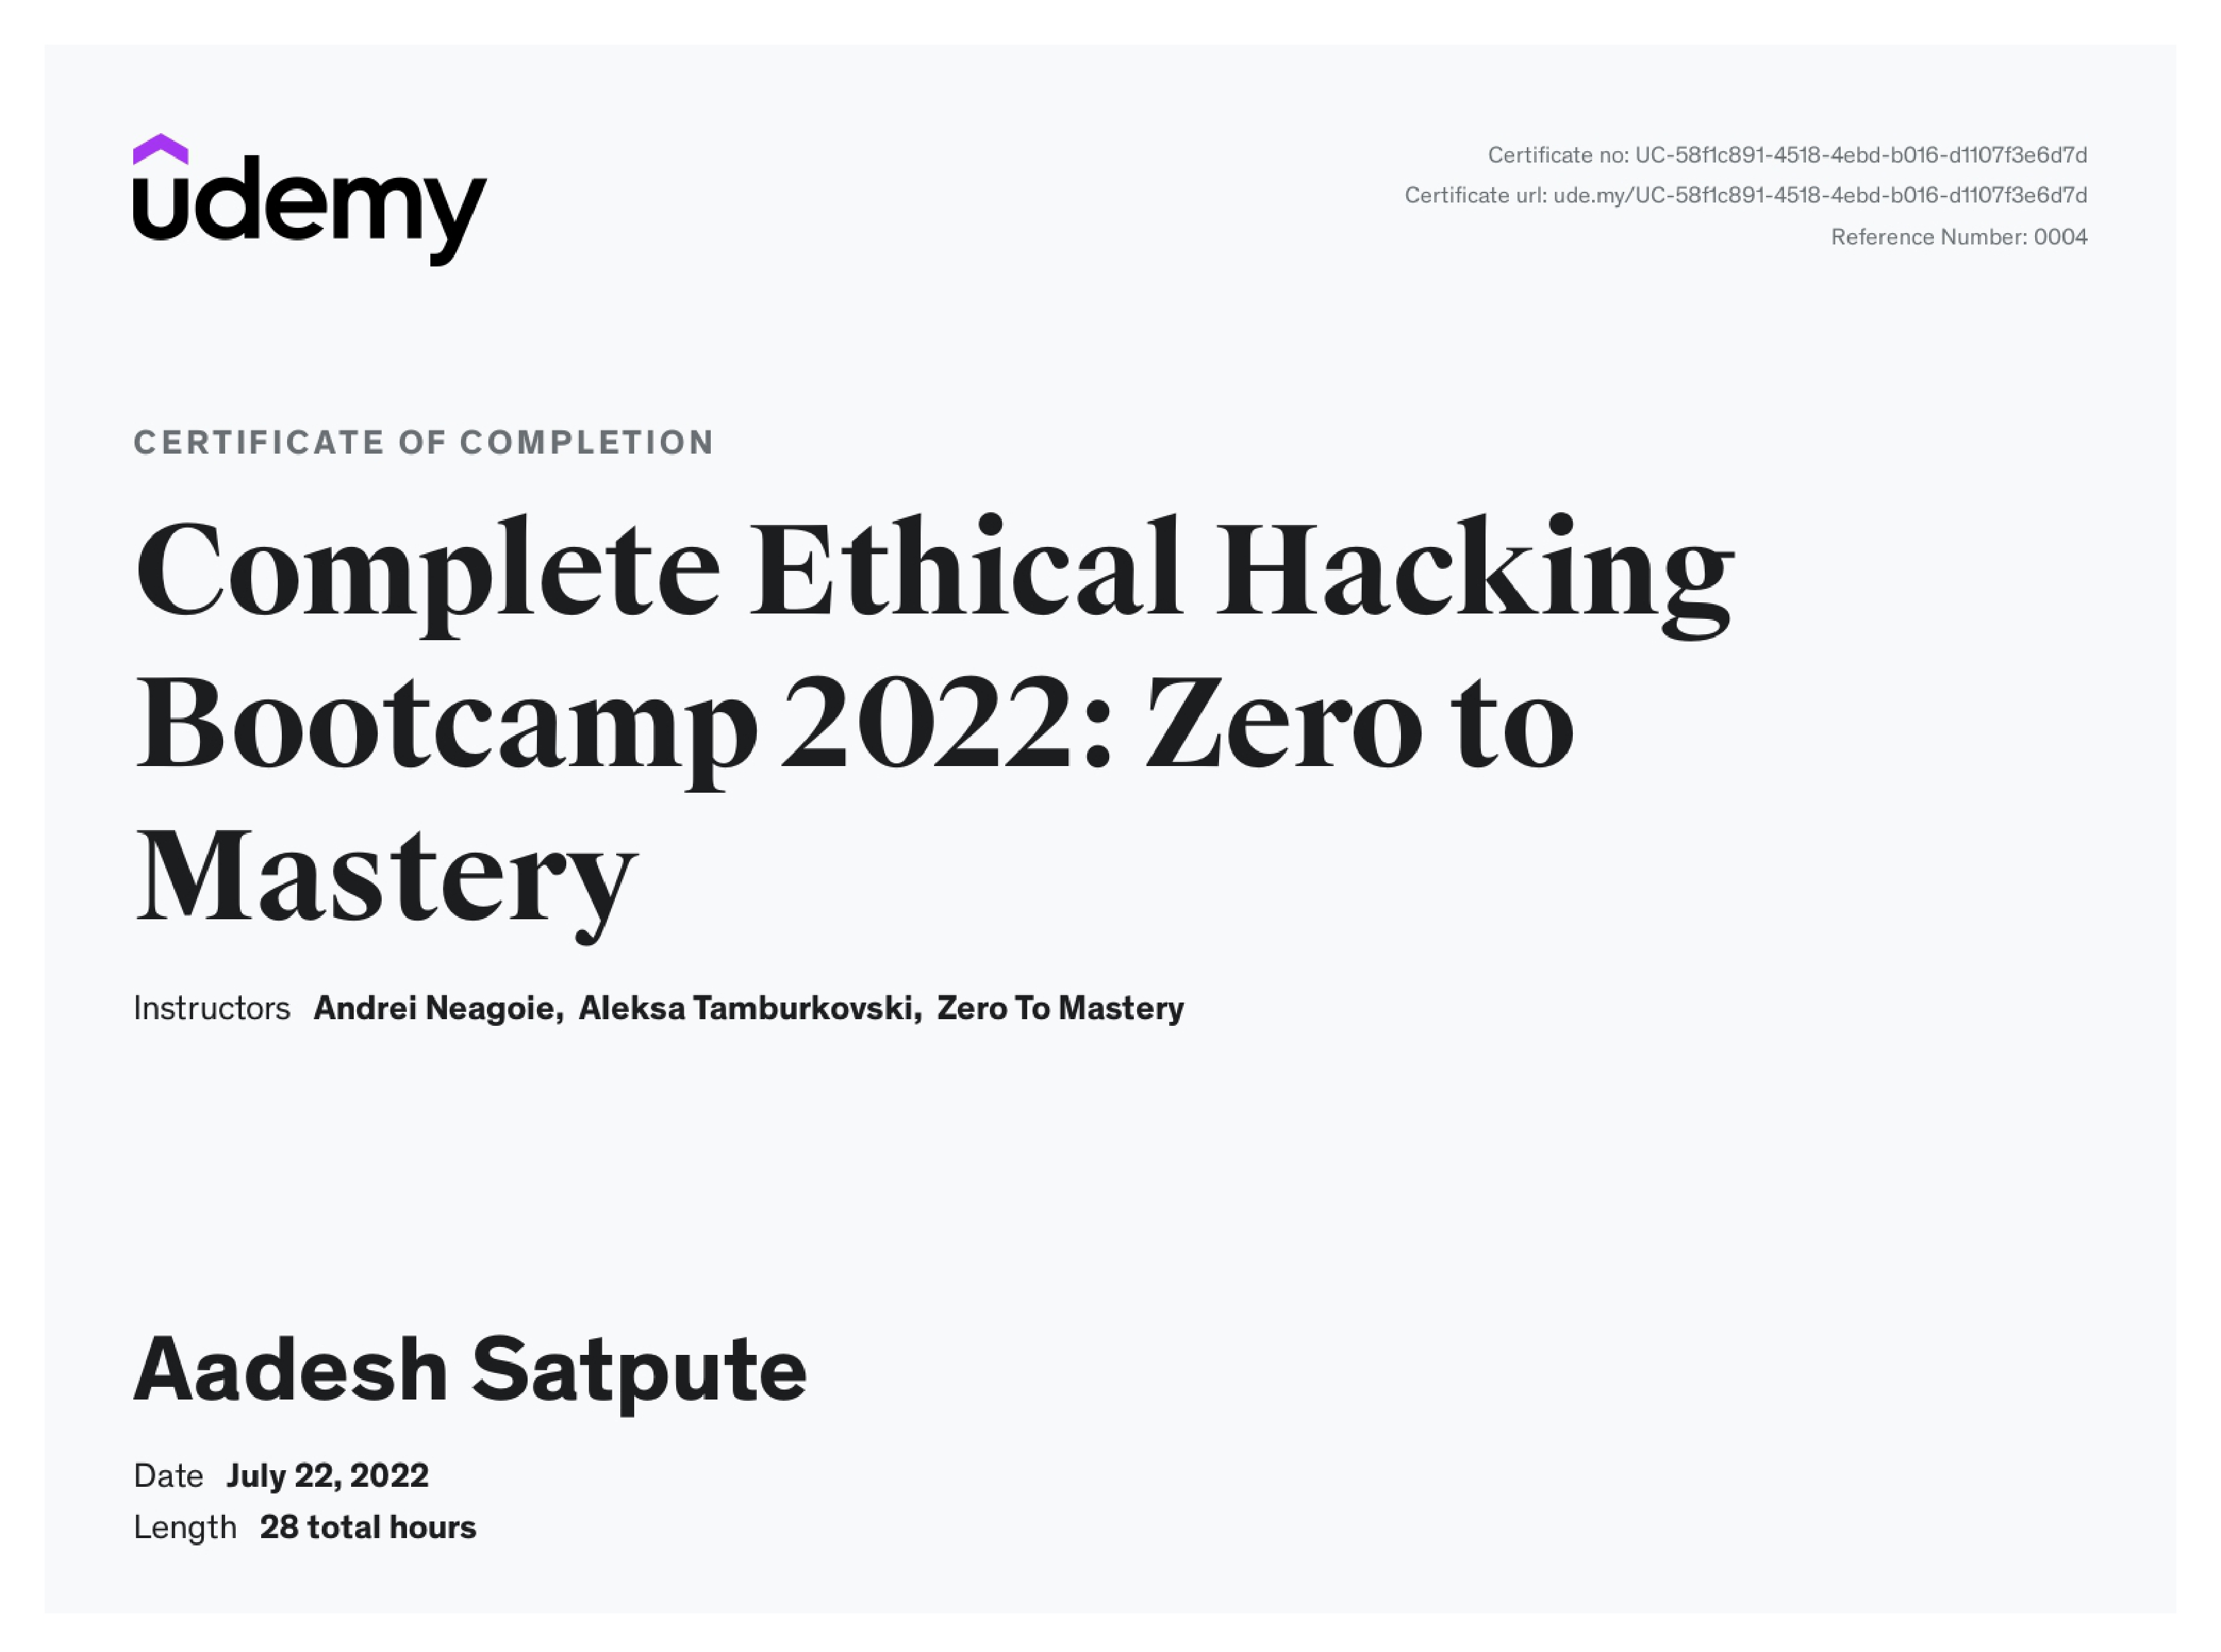 udemy
Certificate no: UC-58f1c891-4518-4ebd-b016-d1107f3e6d7d
Certificate url: ude.my/UC-58f1c891-4518-4ebd-b016-d1107f3e6d7d
Reference Number: 0004
CERTIFICATE OF COMPLETION
Complete Ethical Hacking
Bootcamp 2022: Zero to
Mastery
Instructors Andrei Neagoie, Aleksa Tamburkovski, Zero To Mastery
Aadesh Satpute
Date July 22, 2022
Length 28 total hours